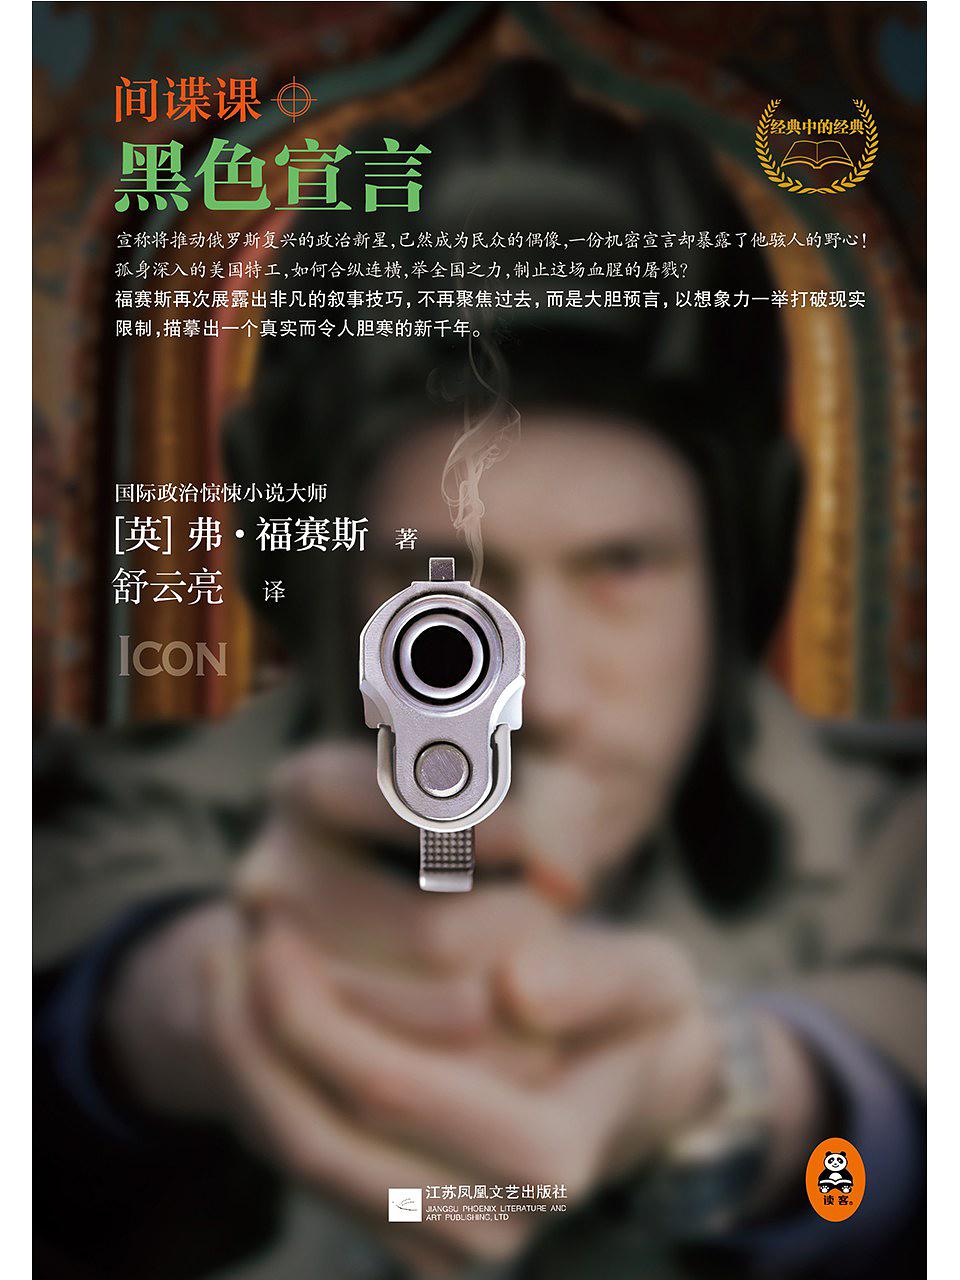 间谍课
黑色宣言
经典中的经典
宣称将推动俄罗斯复兴的政治新星，已然成为民众的偶像，一份机密宣言却暴露了他骇人的野心！
孤身深入的美国特工，如何合纵连横，举全国之力，制止这场血腥的屠戮？
福赛斯再次展露出非凡的叙事技巧，不再聚焦过去，而是大胆预言，以想象力一举打破现实
限制，描摹出一个真实而令人胆寒的新千年。
国际政治惊悚小说大师
[英] 弗·福赛斯 著
舒云亮 译
ICON
江苏凤凰文艺出版社
JIANGSU PHOENIX LITERATURE AND
ART PUBLISHING, LTD
读客®